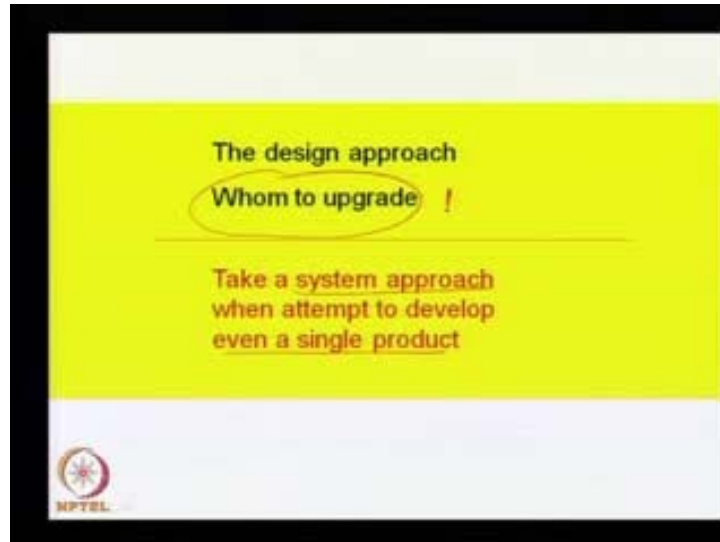 The design approach
Whom to upgrade !
Take a system approach
when attempt to develop
even a single product
NPTEL